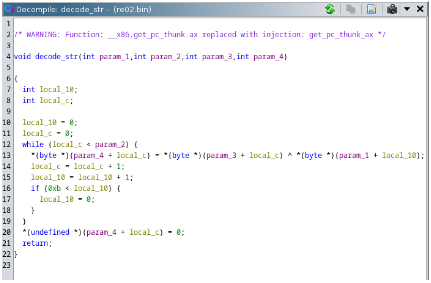 Decompile: decode_str - (re02.bin)
1
2 /* WARNING: Function: __x86.get_pc_thunk.ax replaced with injection: get_pc_thunk_ax */
3
4 void decode_str(int param_1,int param_2,int param_3,int param_4)
5
6 {
7 int local_10;
8 int local_c;
9
10 local_10 = 0;
11 local_c = 0;
12 while (local_c < param_2) {
13 *(byte *)(param_4 + local_c) = *(byte *)(param_3 + local_c) ^ *(byte *)(param_1 + local_10);
14 local_c = local_c + 1;
15 local_10 = local_10 + 1;
16 if (0xb < local_10) {
17 local_10 = 0;
18 }
19 }
20 *(undefined *)(param_4 + local_c) = 0;
21 return;
22 }
23